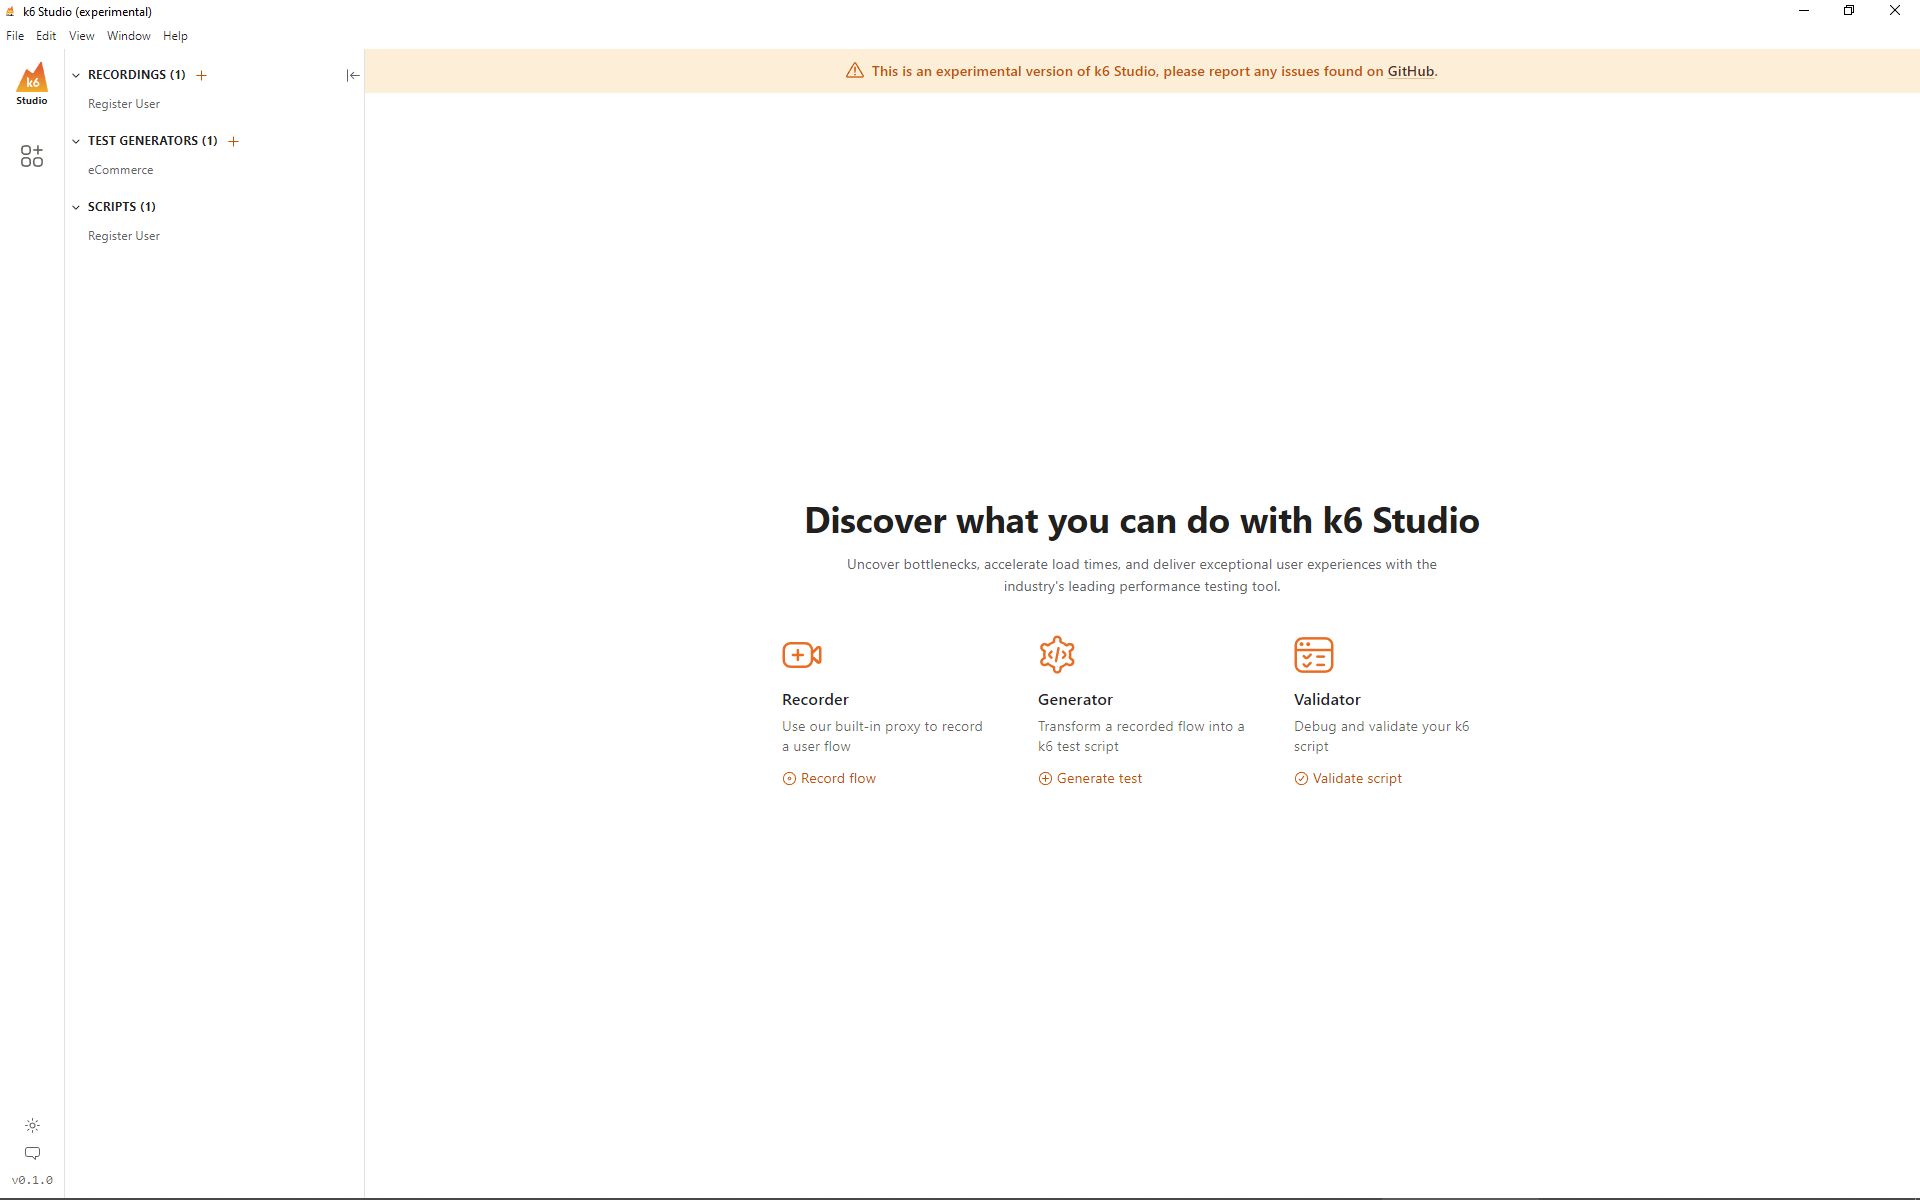 k6 Studio (experimental)
File Edit View Window Help
k6
Studio
RECORDINGS (1)
Register User
TEST GENERATORS (1)
eCommerce
SCRIPTS (1)
Register User
This is an experimental version of k6 Studio, please report any issues found on GitHub.
Discover what you can do with k6 Studio
Uncover bottlenecks, accelerate load times, and deliver exceptional user experiences with the
industry's leading performance testing tool.
Recorder
Use our built-in proxy to record
a user flow
Record flow
Generator
Transform a recorded flow into a
k6 test script
Generate test
Validator
Debug and validate your k6
script
Validate script
v0.1.0